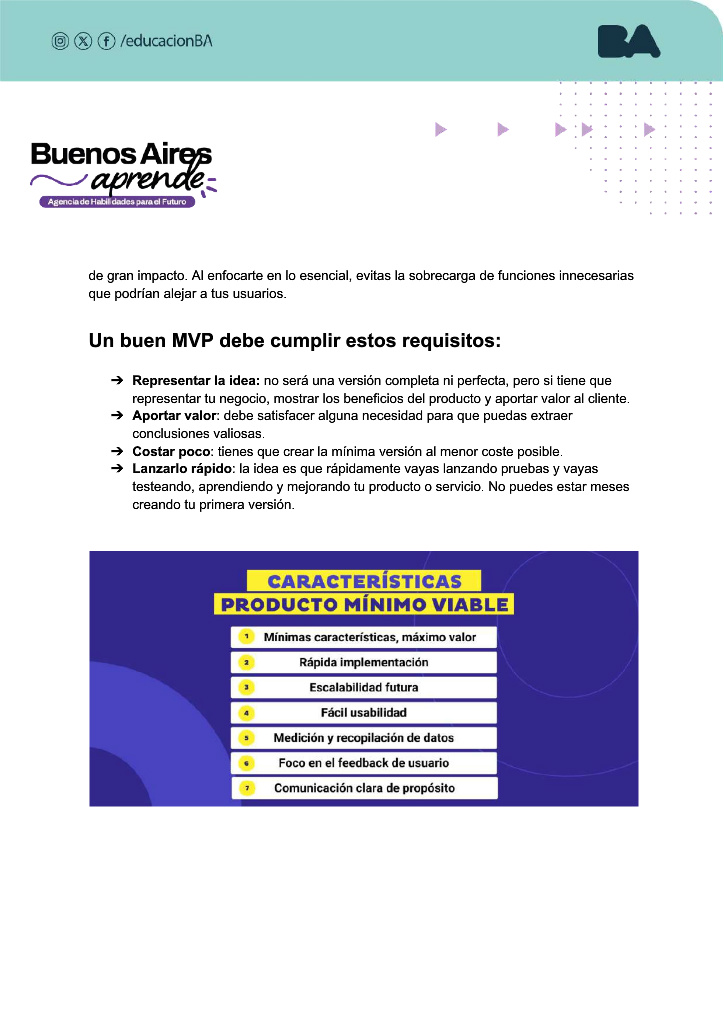 /educacionBA
BA
Buenos Aires
aprende
Agencia de Habilidades para el Futuro
de gran impacto. Al enfocarte en lo esencial, evitas la sobrecarga de funciones innecesarias
que podrían alejar a tus usuarios.
Un buen MVP debe cumplir estos requisitos:
➔ Representar la idea: no será una versión completa ni perfecta, pero si tiene que
representar tu negocio, mostrar los beneficios del producto y aportar valor al cliente.
➔ Aportar valor: debe satisfacer alguna necesidad para que puedas extraer
conclusiones valiosas.
➔ Costar poco: tienes que crear la mínima versión al menor coste posible.
➔ Lanzarlo rápido: la idea es que rápidamente vayas lanzando pruebas y vayas
testeando, aprendiendo y mejorando tu producto o servicio. No puedes estar meses
creando tu primera versión.
CARACTERÍSTICAS
PRODUCTO MÍNIMO VIABLE
1 Mínimas características, máximo valor
2 Rápida implementación
3 Escalabilidad futura
4 Fácil usabilidad
5 Medición y recopilación de datos
6 Foco en el feedback de usuario
7 Comunicación clara de propósito